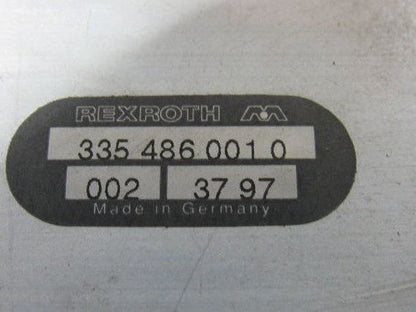 REXROTH
335 486 001 0
002 37 97
Made in Germany